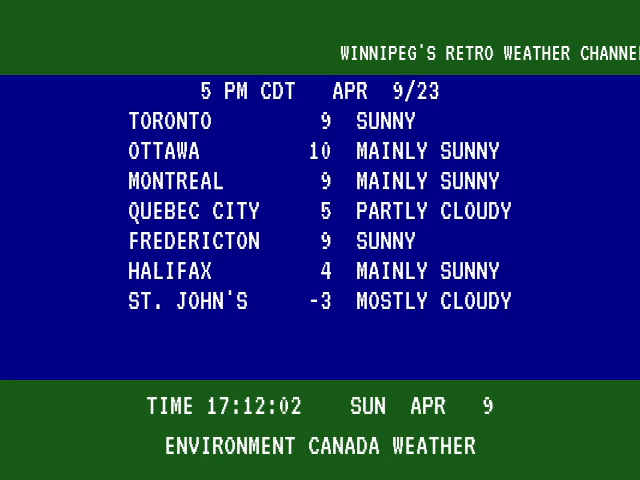 WINNIPEG'S RETRO WEATHER CHANNE
5 PM CDT APR 9/23
TORONTO 9 SUNNY
OTTAWA 10 MAINLY SUNNY
MONTREAL 9 MAINLY SUNNY
QUEBEC CITY 5 PARTLY CLOUDY
FREDERICTON 9 SUNNY
HALIFAX 4 MAINLY SUNNY
ST. JOHN'S -3 MOSTLY CLOUDY
TIME 17:12:02 SUN APR 9
ENVIRONMENT CANADA WEATHER